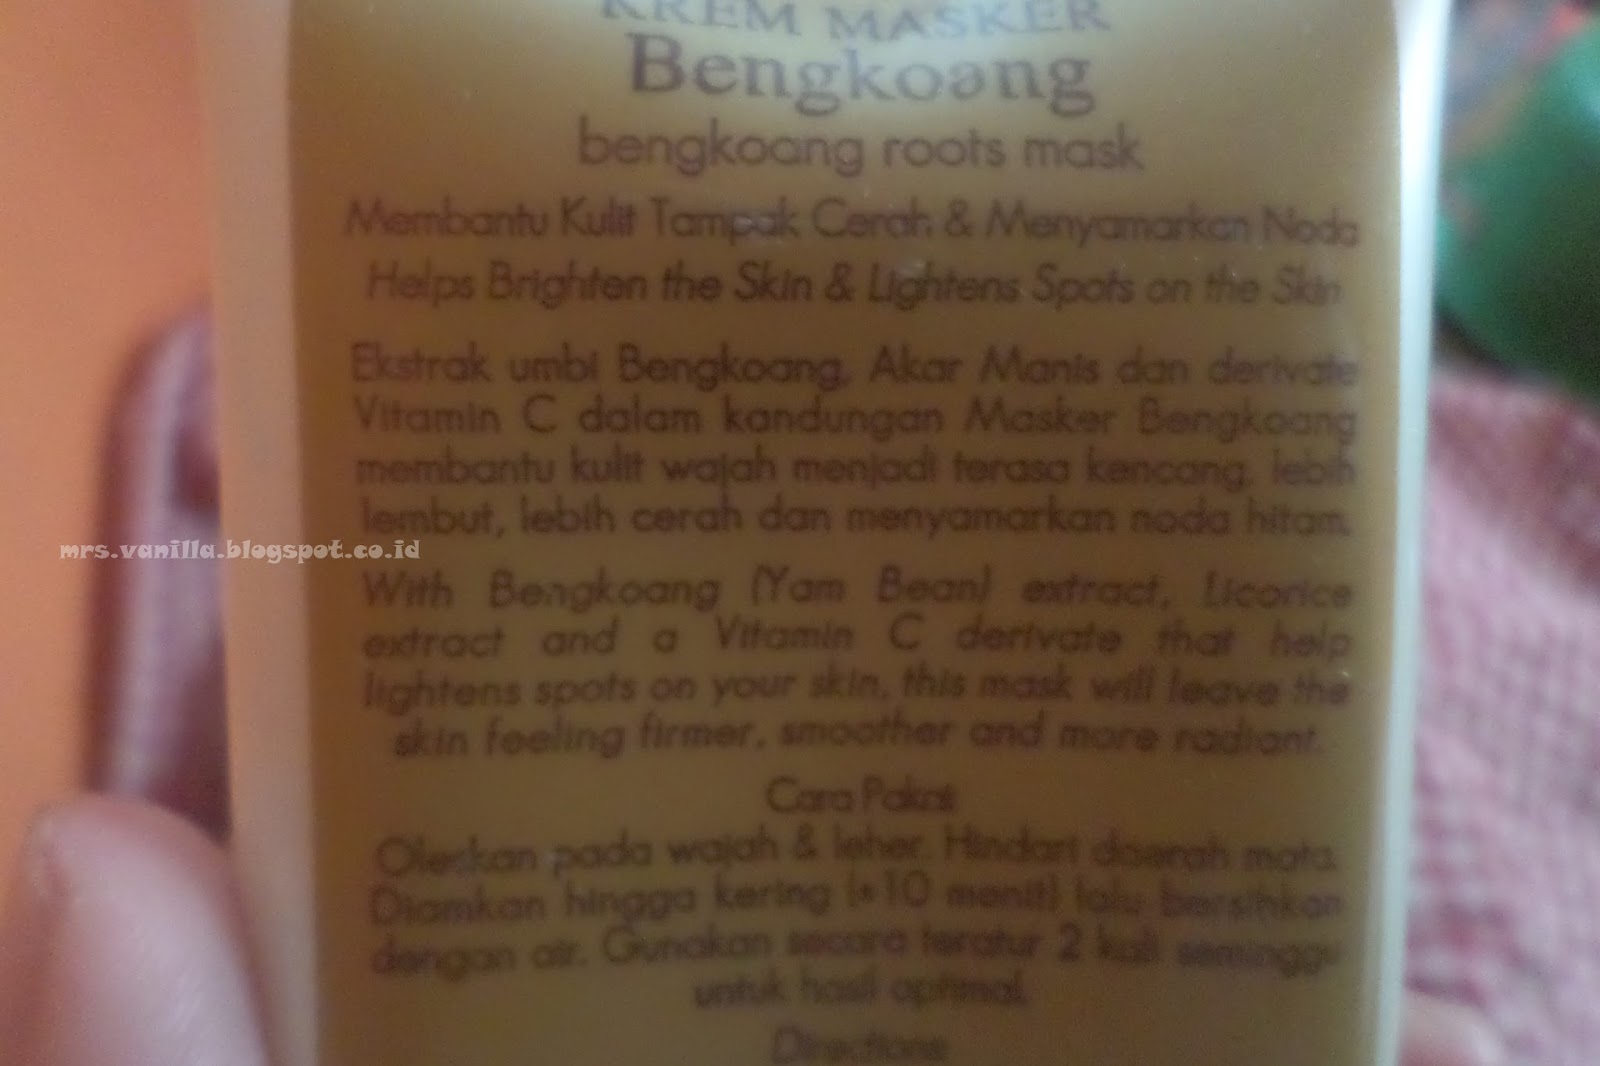 KREM MASKER
Bengkoang
bengkoang roots mask
Membantu Kulit Tampak Cerah & Menyamarkan Noda
Helps Brighten the Skin & Lightens Spots on the Skin
Ekstrak umbi Bengkoang, Akar Manis dan derivate
Vitamin C dalam kandungan Masker Bengkoang
membantu kulit wajah menjadi terasa kencang, lebih
lembut, lebih cerah dan menyamarkan noda hitam.
mrs.vanilla.blogspot.co.id
With Bengkoang (Yam Bean) extract, Licorice
extract and a Vitamin C derivate that help
lightens spots on your skin, this mask will leave the
skin feeling firmer, smoother and more radiant.
Cara Pakai
Oleskan pada wajah & leher. Hindari daerah mata.
Diamkan hingga kering (±10 menit) lalu bersihkan
dengan air. Gunakan secara teratur 2 kali seminggu
untuk hasil optimal.
Directions